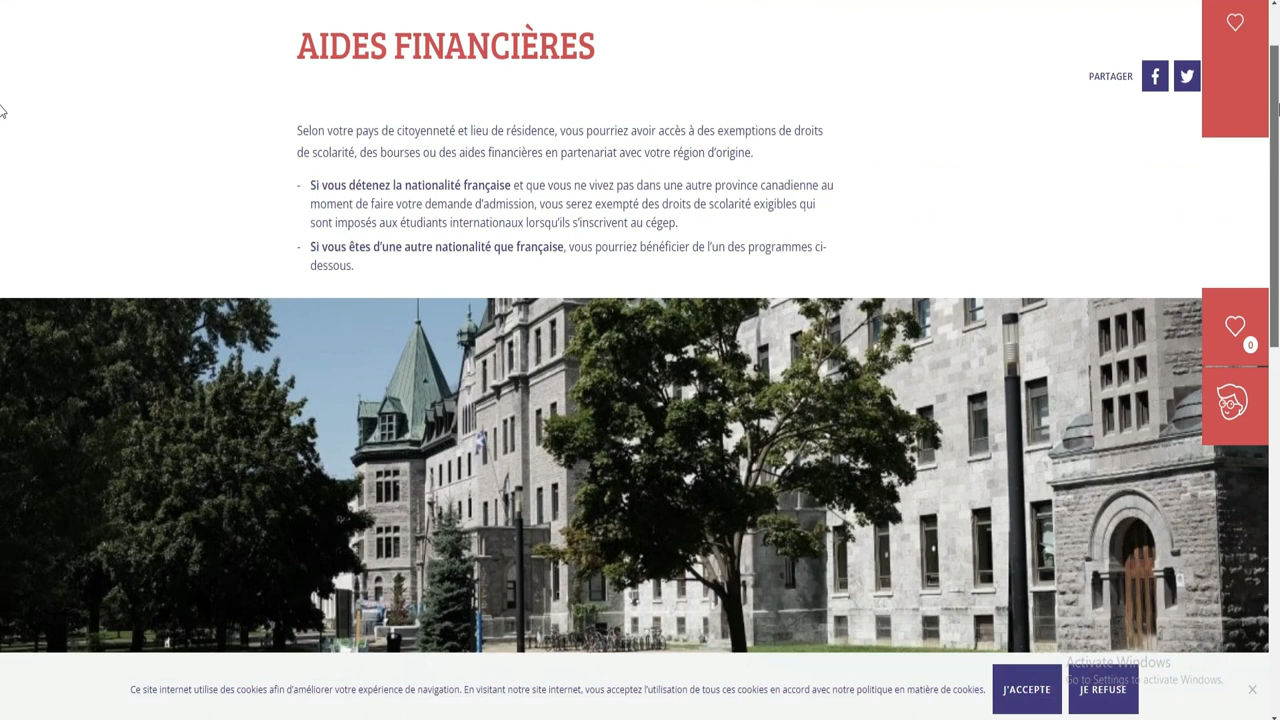 AIDES FINANCIÈRES
PARTAGER
Selon votre pays de citoyenneté et lieu de résidence, vous pourriez avoir accès à des exemptions de droits
de scolarité, des bourses ou des aides financières en partenariat avec votre région d'origine.
- Si vous détenez la nationalité française et que vous ne vivez pas dans une autre province canadienne au
moment de faire votre demande d'admission, vous serez exempté des droits de scolarité exigibles qui
sont imposés aux étudiants internationaux lorsqu'ils s'inscrivent au cégep.
- Si vous êtes d'une autre nationalité que française, vous pourriez bénéficier de l'un des programmes ci-
dessous.
0
Activate Windows
Go to Settings to activate Windows.
Ce site internet utilise des cookies afin d'améliorer votre expérience de navigation. En visitant notre site internet, vous acceptez l'utilisation de tous ces cookies en accord avec notre politique en matière de cookies.
J'ACCEPTE
JE REFUSE